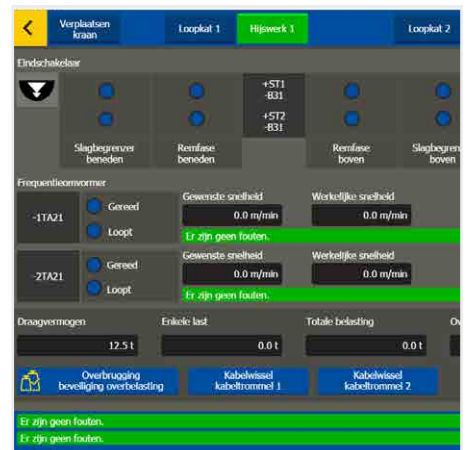 Verplaatsen kraan
Loopkat 1
Hijswerk 1
Loopkat 2
Eindschakelaar
+ST1
-B31
+ST2
-B31
Slagbegrenzer beneden
Remfase beneden
Remfase boven
Slagbegren boven
Frequentieomvormer
-1TA21
Gereed
Loopt
Gewenste snelheid
Werkelijke snelheid
0.0 m/min
0.0 m/min
Er zijn geen fouten.
-2TA21
Gereed
Loopt
Gewenste snelheid
Werkelijke snelheid
0.0 m/min
0.0 m/min
Er zijn geen fouten.
Draagvermogen
Enkele last
Totale belasting
Ov
12.5 t
0.0 t
0.0 t
Overbrugging beveiliging overbelasting
Kabelwissel kabeltrommel 1
Kabelwissel kabeltrommel 2
Er zijn geen fouten.
Er zijn geen fouten.